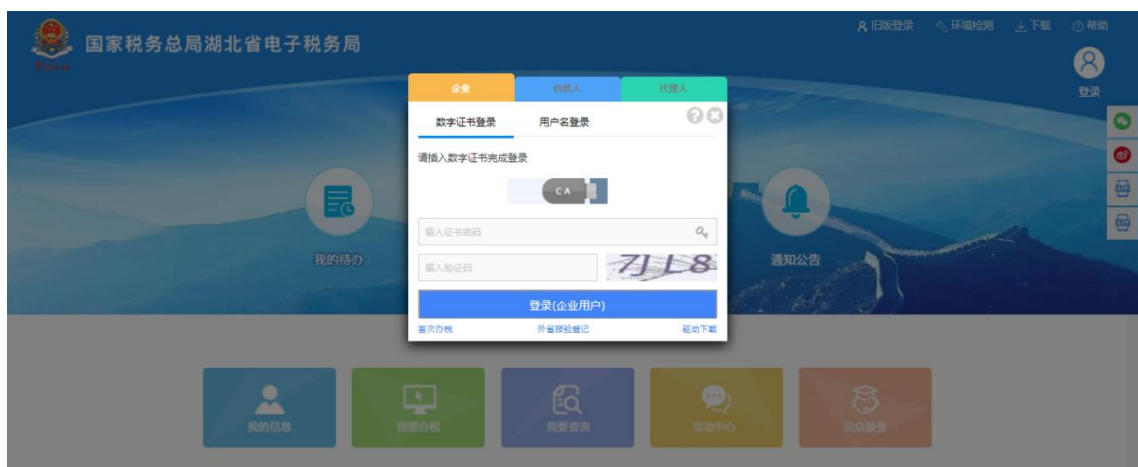 旧版登录 环境检测 下载 帮助
国家税务总局湖北省电子税务局
登录
企业 自然人 代理人
数字证书登录 用户名登录
请插入数字证书完成登录
CA
输入证书密码
输入验证码 7JL8
登录(企业用户)
首次办税 外省报验登记 驱动下载
我的待办 通知公告
我的信息 我要办税 我要查询 互动中心 公众服务